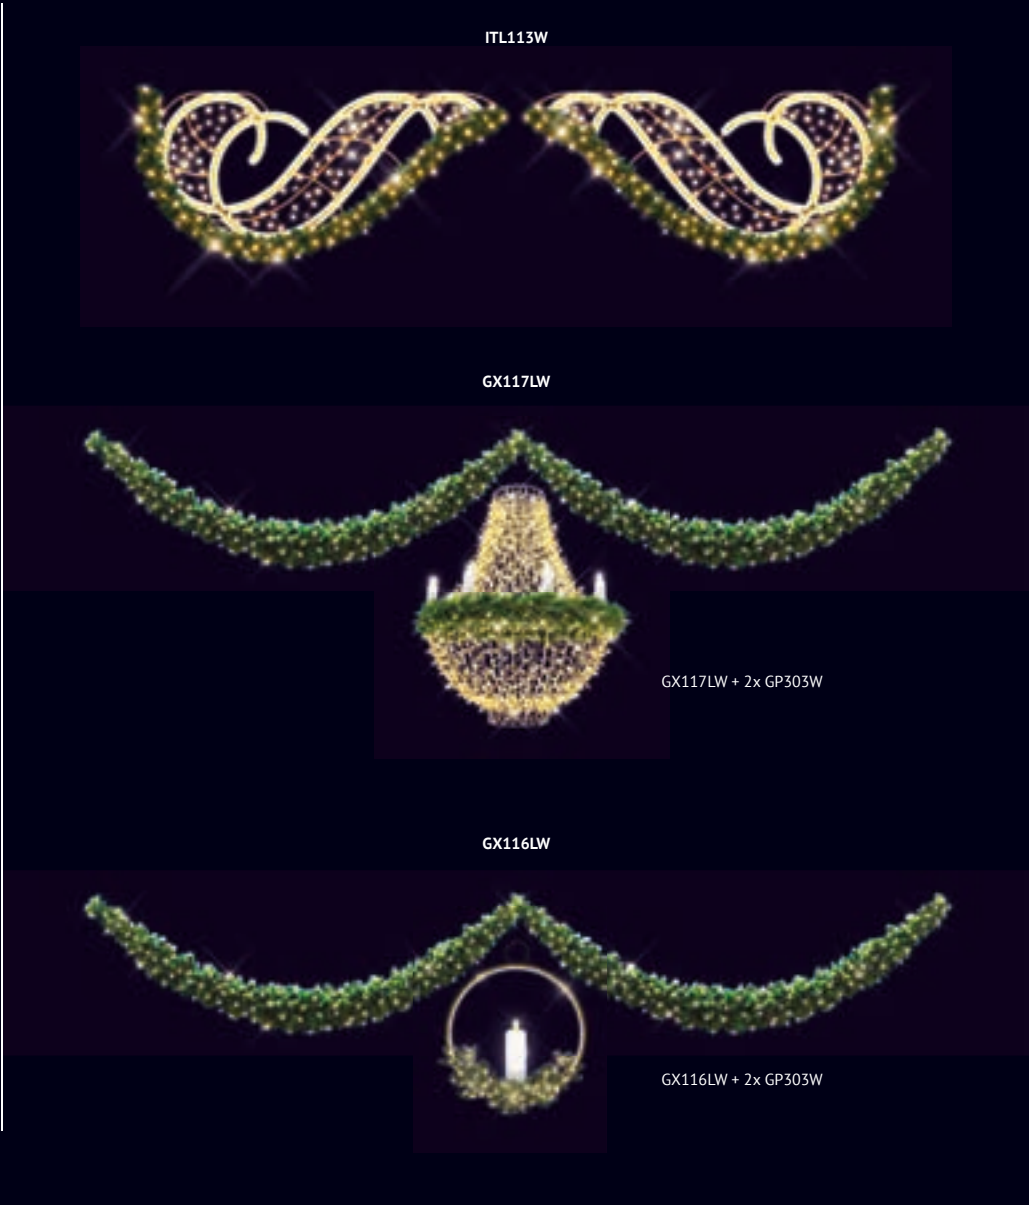 ITL113W
GX117LW
GX117LW + 2x GP303W
GX116LW
GX116LW + 2x GP303W